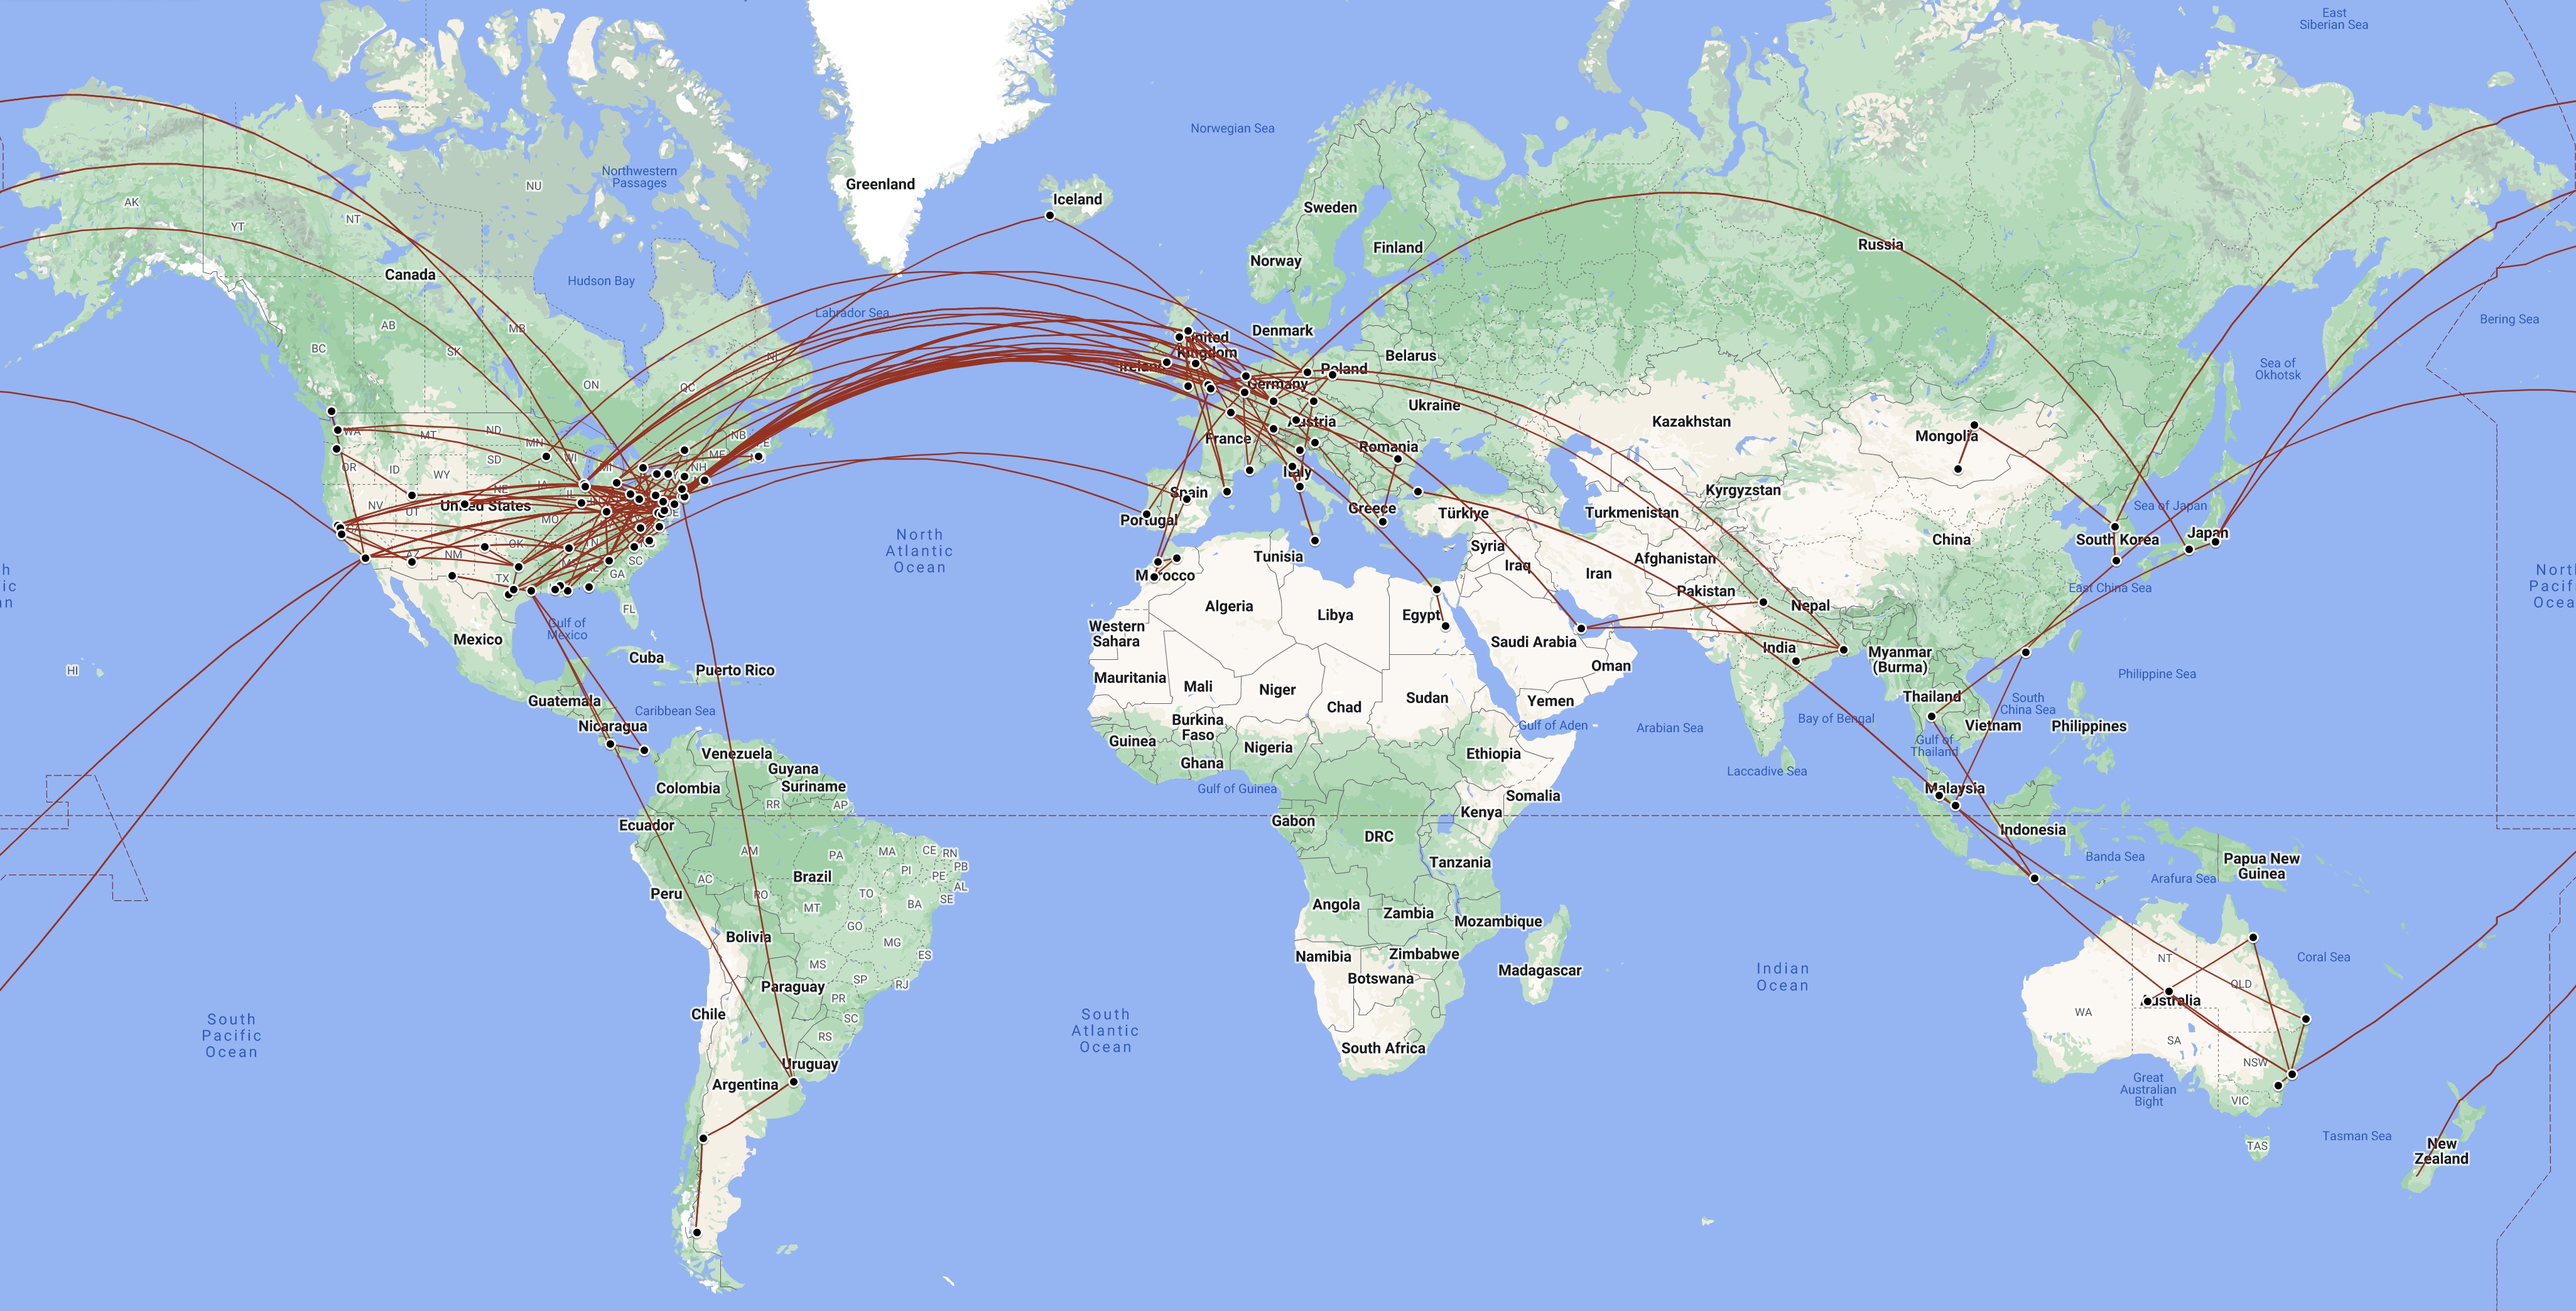 East
Siberian Sea
Norwegian Sea
Northwestern
Passages
NU
Greenland
Iceland
AK
YT
NT
Sweden
Finland
Norway
Russia
Canada
Hudson Bay
Labrador Sea
Bering Sea
AB
SK
MB
BC
ON
QC
NL
Denmark
United
Kingdom
Ireland
Belarus
Poland
Germany
Ukraine
Kazakhstan
Mongolia
Sea of
Okhotsk
WA
MT
ND
MN
WI
MI
NB
PE
ME
NH
SD
OR
ID
WY
NE
IA
IL
NV
UT
United States
MO
DE
Austria
France
Romania
Italy
Spain
Portugal
Greece
Türkiye
Kyrgyzstan
Turkmenistan
Sea of Japan
South Korea
Japan
China
AZ
NM
OK
TN
TX
MS
AL
GA
SC
FL
North
Atlantic
Ocean
Tunisia
Morocco
Syria
Iraq
Iran
Afghanistan
Pakistan
Nepal
East China Sea
North
Pacific
Ocean
Algeria
Libya
Egypt
Western
Sahara
Saudi Arabia
India
Myanmar
(Burma)
Oman
Mexico
Gulf of
Mexico
Cuba
Puerto Rico
HI
Guatemala
Nicaragua
Caribbean Sea
Mauritania
Mali
Niger
Chad
Sudan
Yemen
Thailand
South
China Sea
Philippine Sea
Burkina
Faso
Guinea
Ghana
Nigeria
Ethiopia
Gulf of Aden
Arabian Sea
Bay of Bengal
Vietnam
Philippines
Gulf of
Thailand
Laccadive Sea
Venezuela
Guyana
Suriname
Colombia
RR
AP
Gulf of Guinea
Somalia
Kenya
Malaysia
Ecuador
Gabon
DRC
Indonesia
AM
PA
MA
CE
RN
PB
PI
PE
AL
SE
Tanzania
Banda Sea
Papua New
Guinea
Arafura Sea
AC
Brazil
Peru
RO
TO
MT
BA
Angola
Zambia
Mozambique
GO
Bolivia
MG
ES
Namibia
Zimbabwe
Botswana
Madagascar
Indian
Ocean
NT
Coral Sea
QLD
MS
SP
Paraguay
PR
RJ
Chile
SC
RS
South
Pacific
Ocean
South
Atlantic
Ocean
South Africa
Australia
WA
SA
NSW
Uruguay
Argentina
Great
Australian
Bight
VIC
TAS
Tasman Sea
New
Zealand